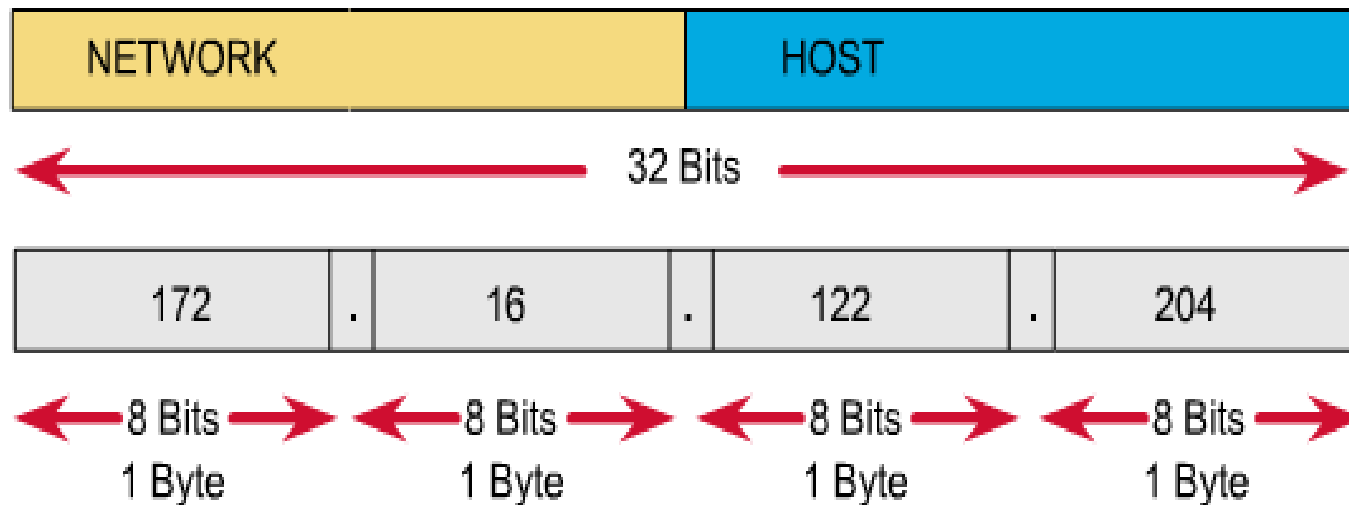 NETWORK HOST
32 Bits
172 . 16 . 122 . 204
8 Bits 8 Bits 8 Bits 8 Bits
1 Byte 1 Byte 1 Byte 1 Byte